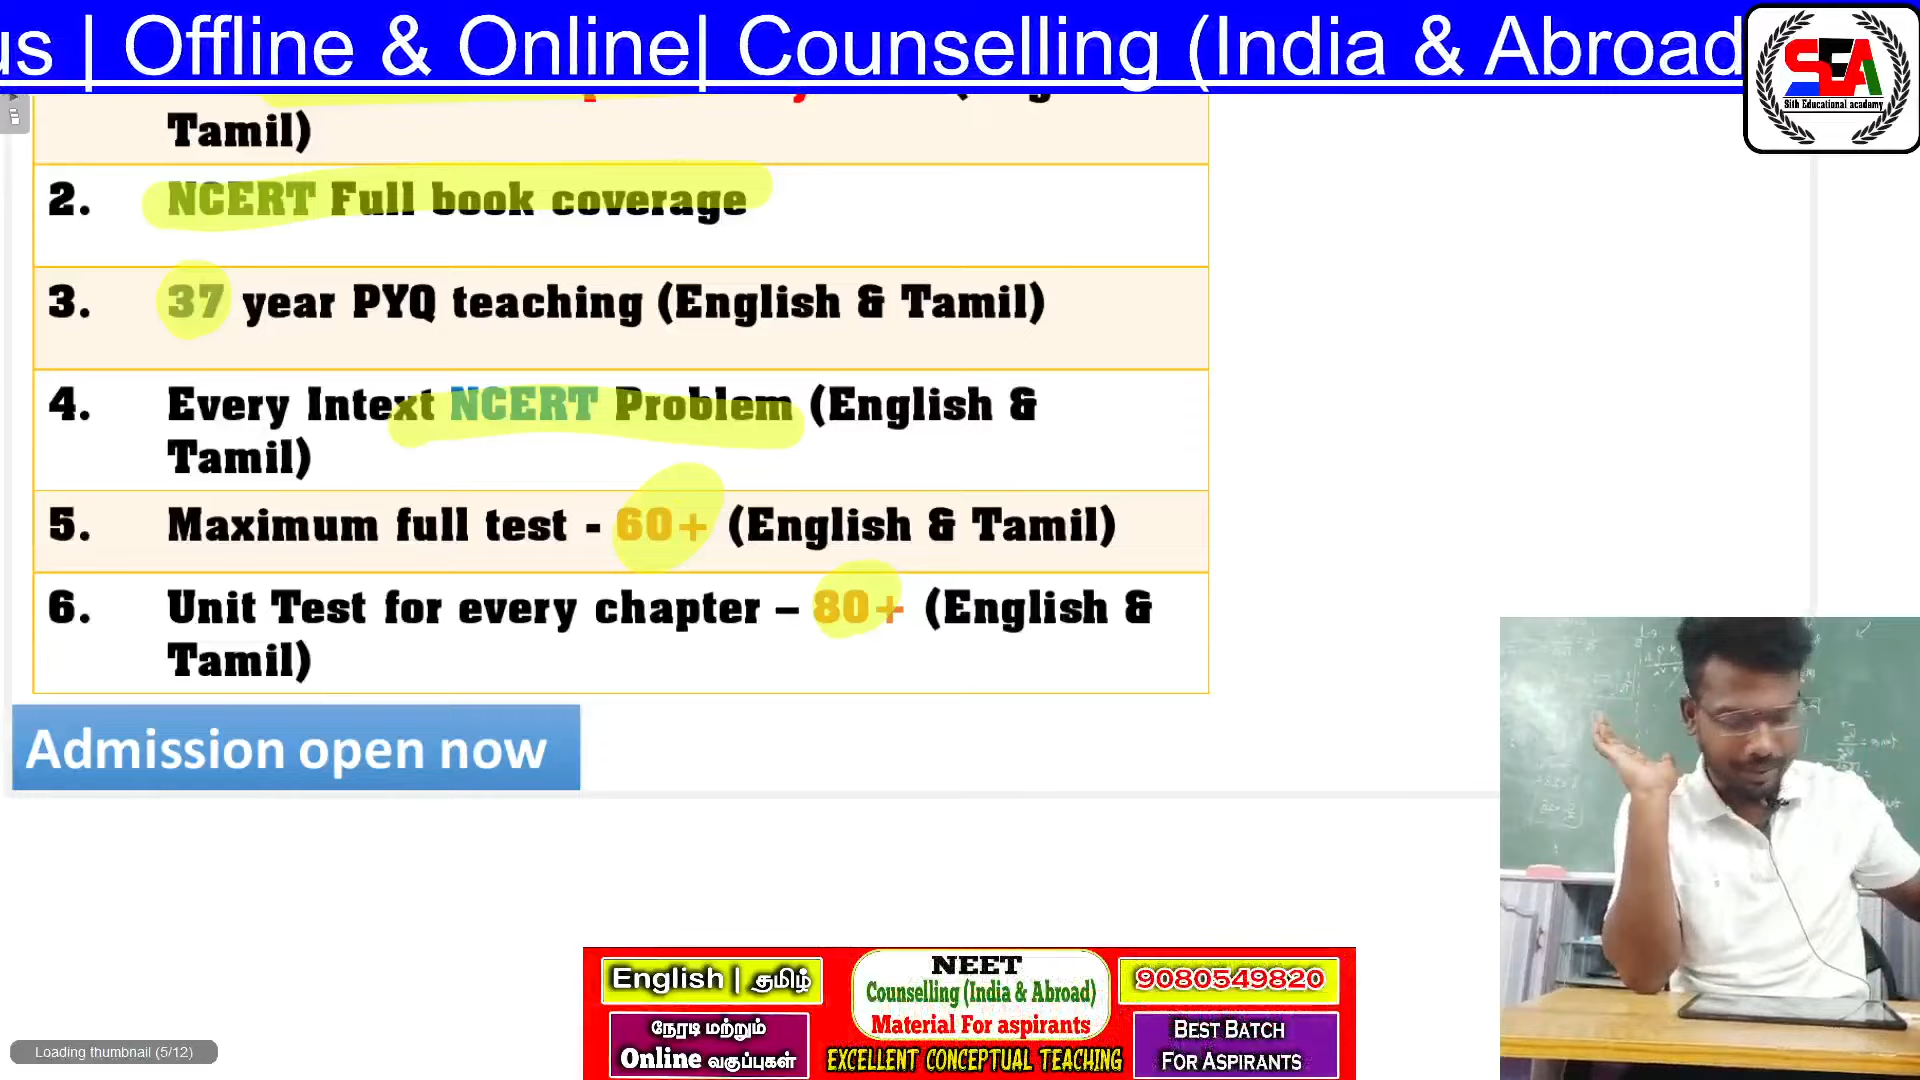 us | Offline & Online| Counselling (India & Abroad
SEA
Sith Educational academy
Tamil)
2. NCERT Full book coverage
3. 37 year PYQ teaching (English & Tamil)
4. Every Intext NCERT Problem (English &
Tamil)
5. Maximum full test - 60+ (English & Tamil)
6. Unit Test for every chapter – 80+ (English &
Tamil)
Admission open now
English | தமிழ்
நேரடி மற்றும்
Online வகுப்புகள்
NEET
Counselling (India & Abroad)
Material For aspirants
EXCELLENT CONCEPTUAL TEACHING
9080549820
BEST BATCH
FOR ASPIRANTS
Loading thumbnail (5/12)